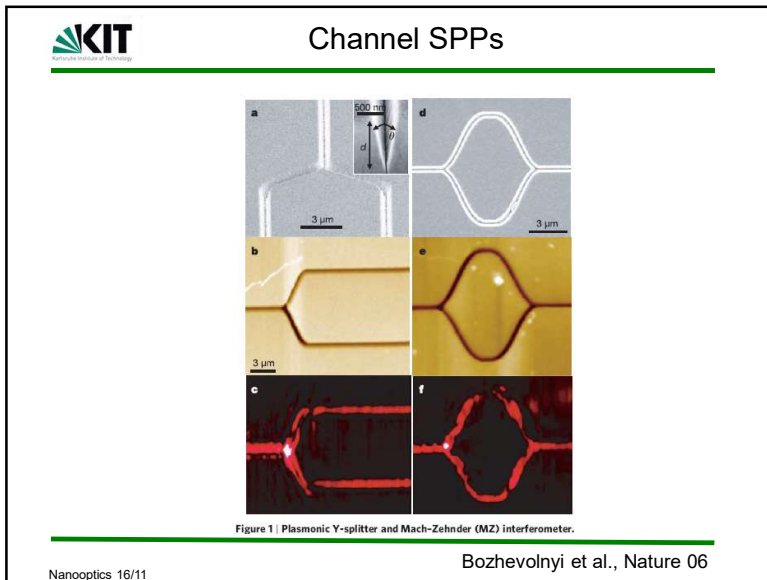 KIT
Karlsruhe Institute of Technology
Channel SPPs
a
500 nm
d
θ
3 µm
d
3 µm
b
3 µm
e
c
f
Figure 1 | Plasmonic Y-splitter and Mach–Zehnder (MZ) interferometer.
Bozhevolnyi et al., Nature 06
Nanooptics 16/11